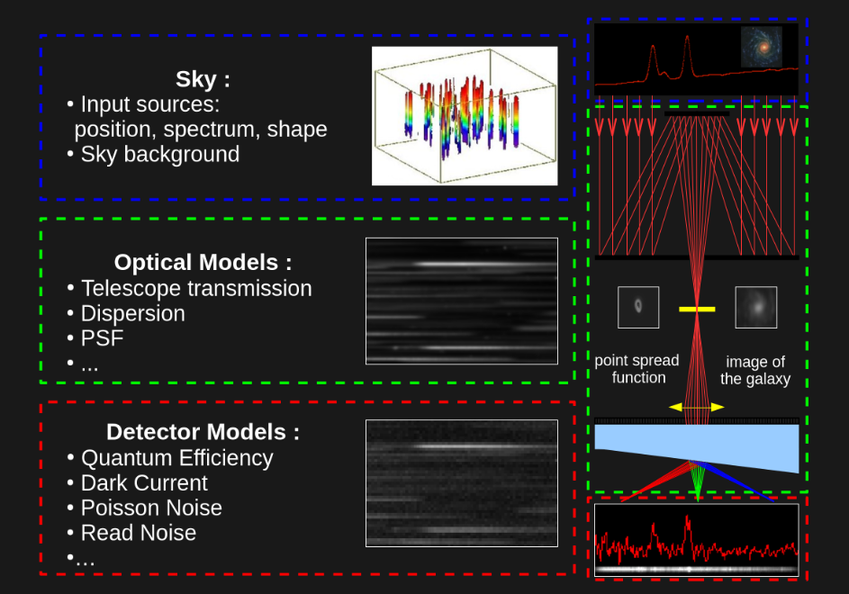 Sky :
• Input sources:
position, spectrum, shape
• Sky background
Optical Models :
• Telescope transmission
• Dispersion
• PSF
• ...
Detector Models :
• Quantum Efficiency
• Dark Current
• Poisson Noise
• Read Noise
•...
point spread
function
image of
the galaxy